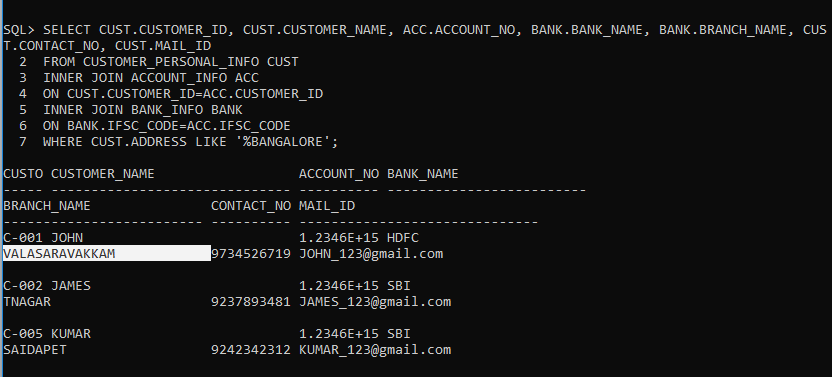 SQL> SELECT CUST.CUSTOMER_ID, CUST.CUSTOMER_NAME, ACC.ACCOUNT_NO, BANK.BANK_NAME, BANK.BRANCH_NAME, CUS
T.CONTACT_NO, CUST.MAIL_ID
  2  FROM CUSTOMER_PERSONAL_INFO CUST
  3  INNER JOIN ACCOUNT_INFO ACC
  4  ON CUST.CUSTOMER_ID=ACC.CUSTOMER_ID
  5  INNER JOIN BANK_INFO BANK
  6  ON BANK.IFSC_CODE=ACC.IFSC_CODE
  7  WHERE CUST.ADDRESS LIKE '%BANGALORE';
CUSTO CUSTOMER_NAME                  ACCOUNT_NO BANK_NAME
----- ------------------------------ ---------- -------------------------
BRANCH_NAME               CONTACT_NO MAIL_ID
------------------------- ---------- ------------------------------
C-001 JOHN                           1.2346E+15 HDFC
VALASARAVAKKAM            9734526719 JOHN_123@gmail.com
C-002 JAMES                          1.2346E+15 SBI
TNAGAR                    9237893481 JAMES_123@gmail.com
C-005 KUMAR                          1.2346E+15 SBI
SAIDAPET                  9242342312 KUMAR_123@gmail.com